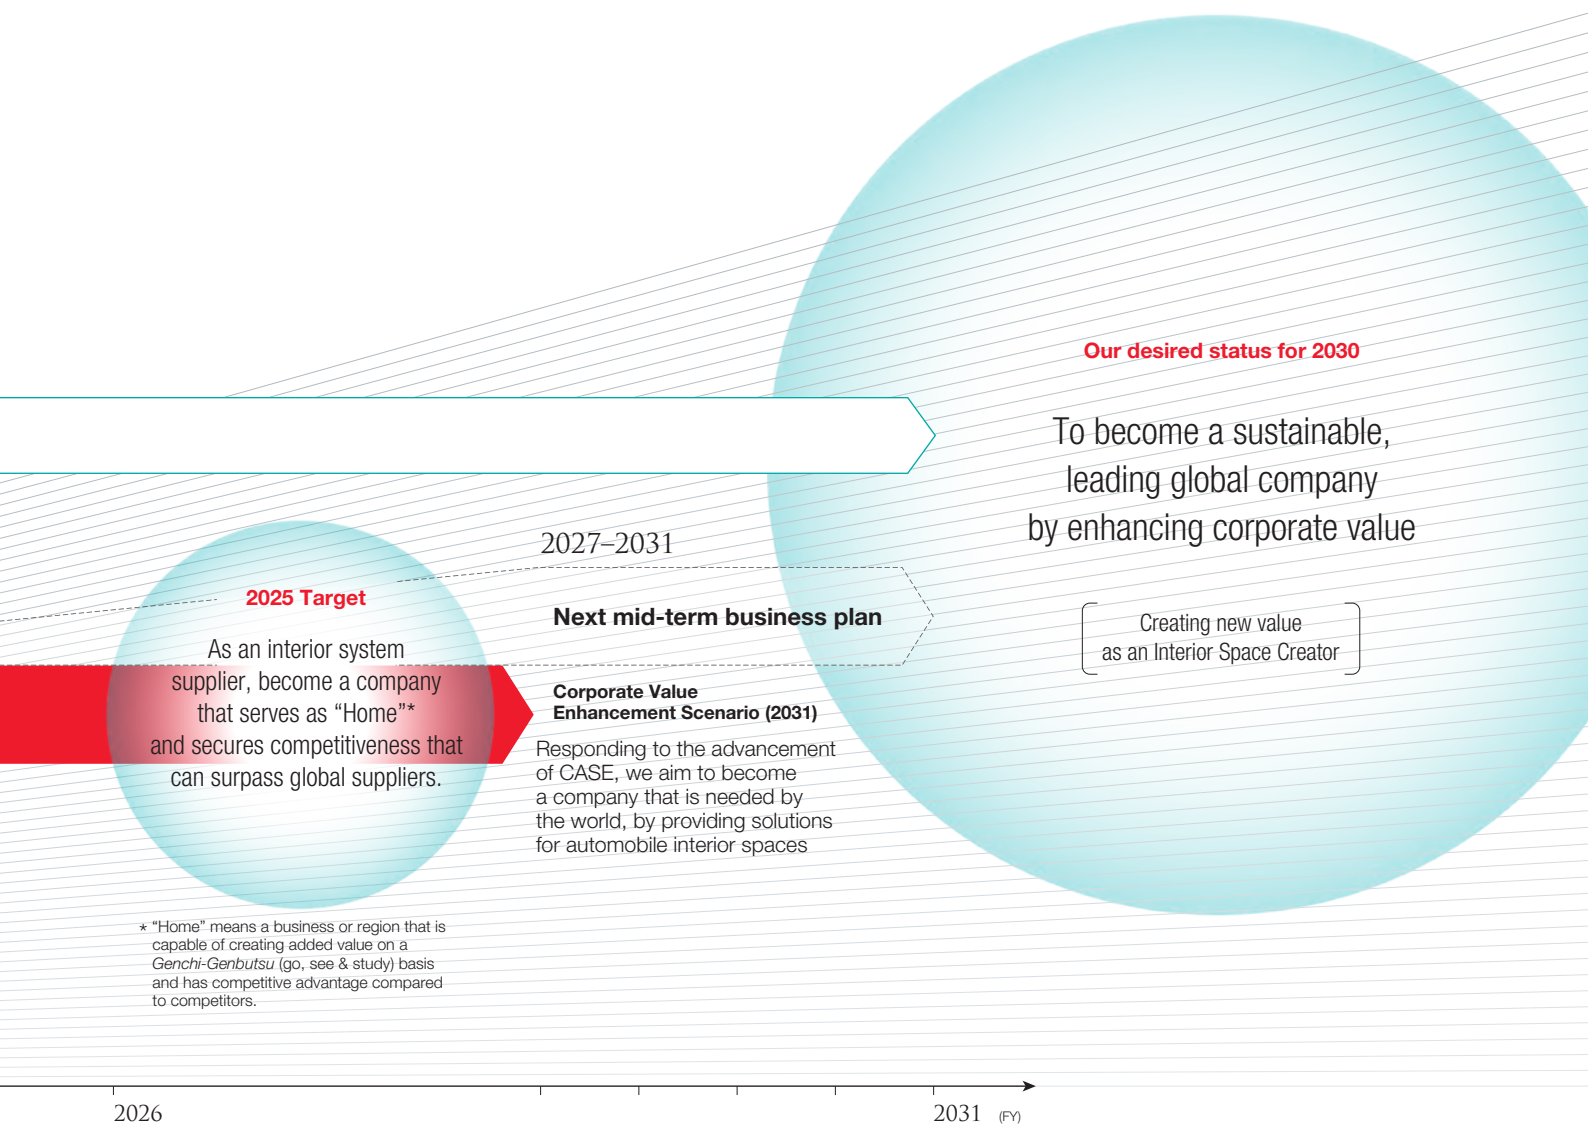 Our desired status for 2030
To become a sustainable,
leading global company
by enhancing corporate value
Creating new value
as an Interior Space Creator
2025 Target
As an interior system
supplier, become a company
that serves as “Home”*
and secures competitiveness that
can surpass global suppliers.
2027–2031
Next mid-term business plan
Corporate Value
Enhancement Scenario (2031)
Responding to the advancement
of CASE, we aim to become
a company that is needed by
the world, by providing solutions
for automobile interior spaces
* “Home” means a business or region that is
capable of creating added value on a
Genchi-Genbutsu (go, see & study) basis
and has competitive advantage compared
to competitors.
2026
2031 (FY)